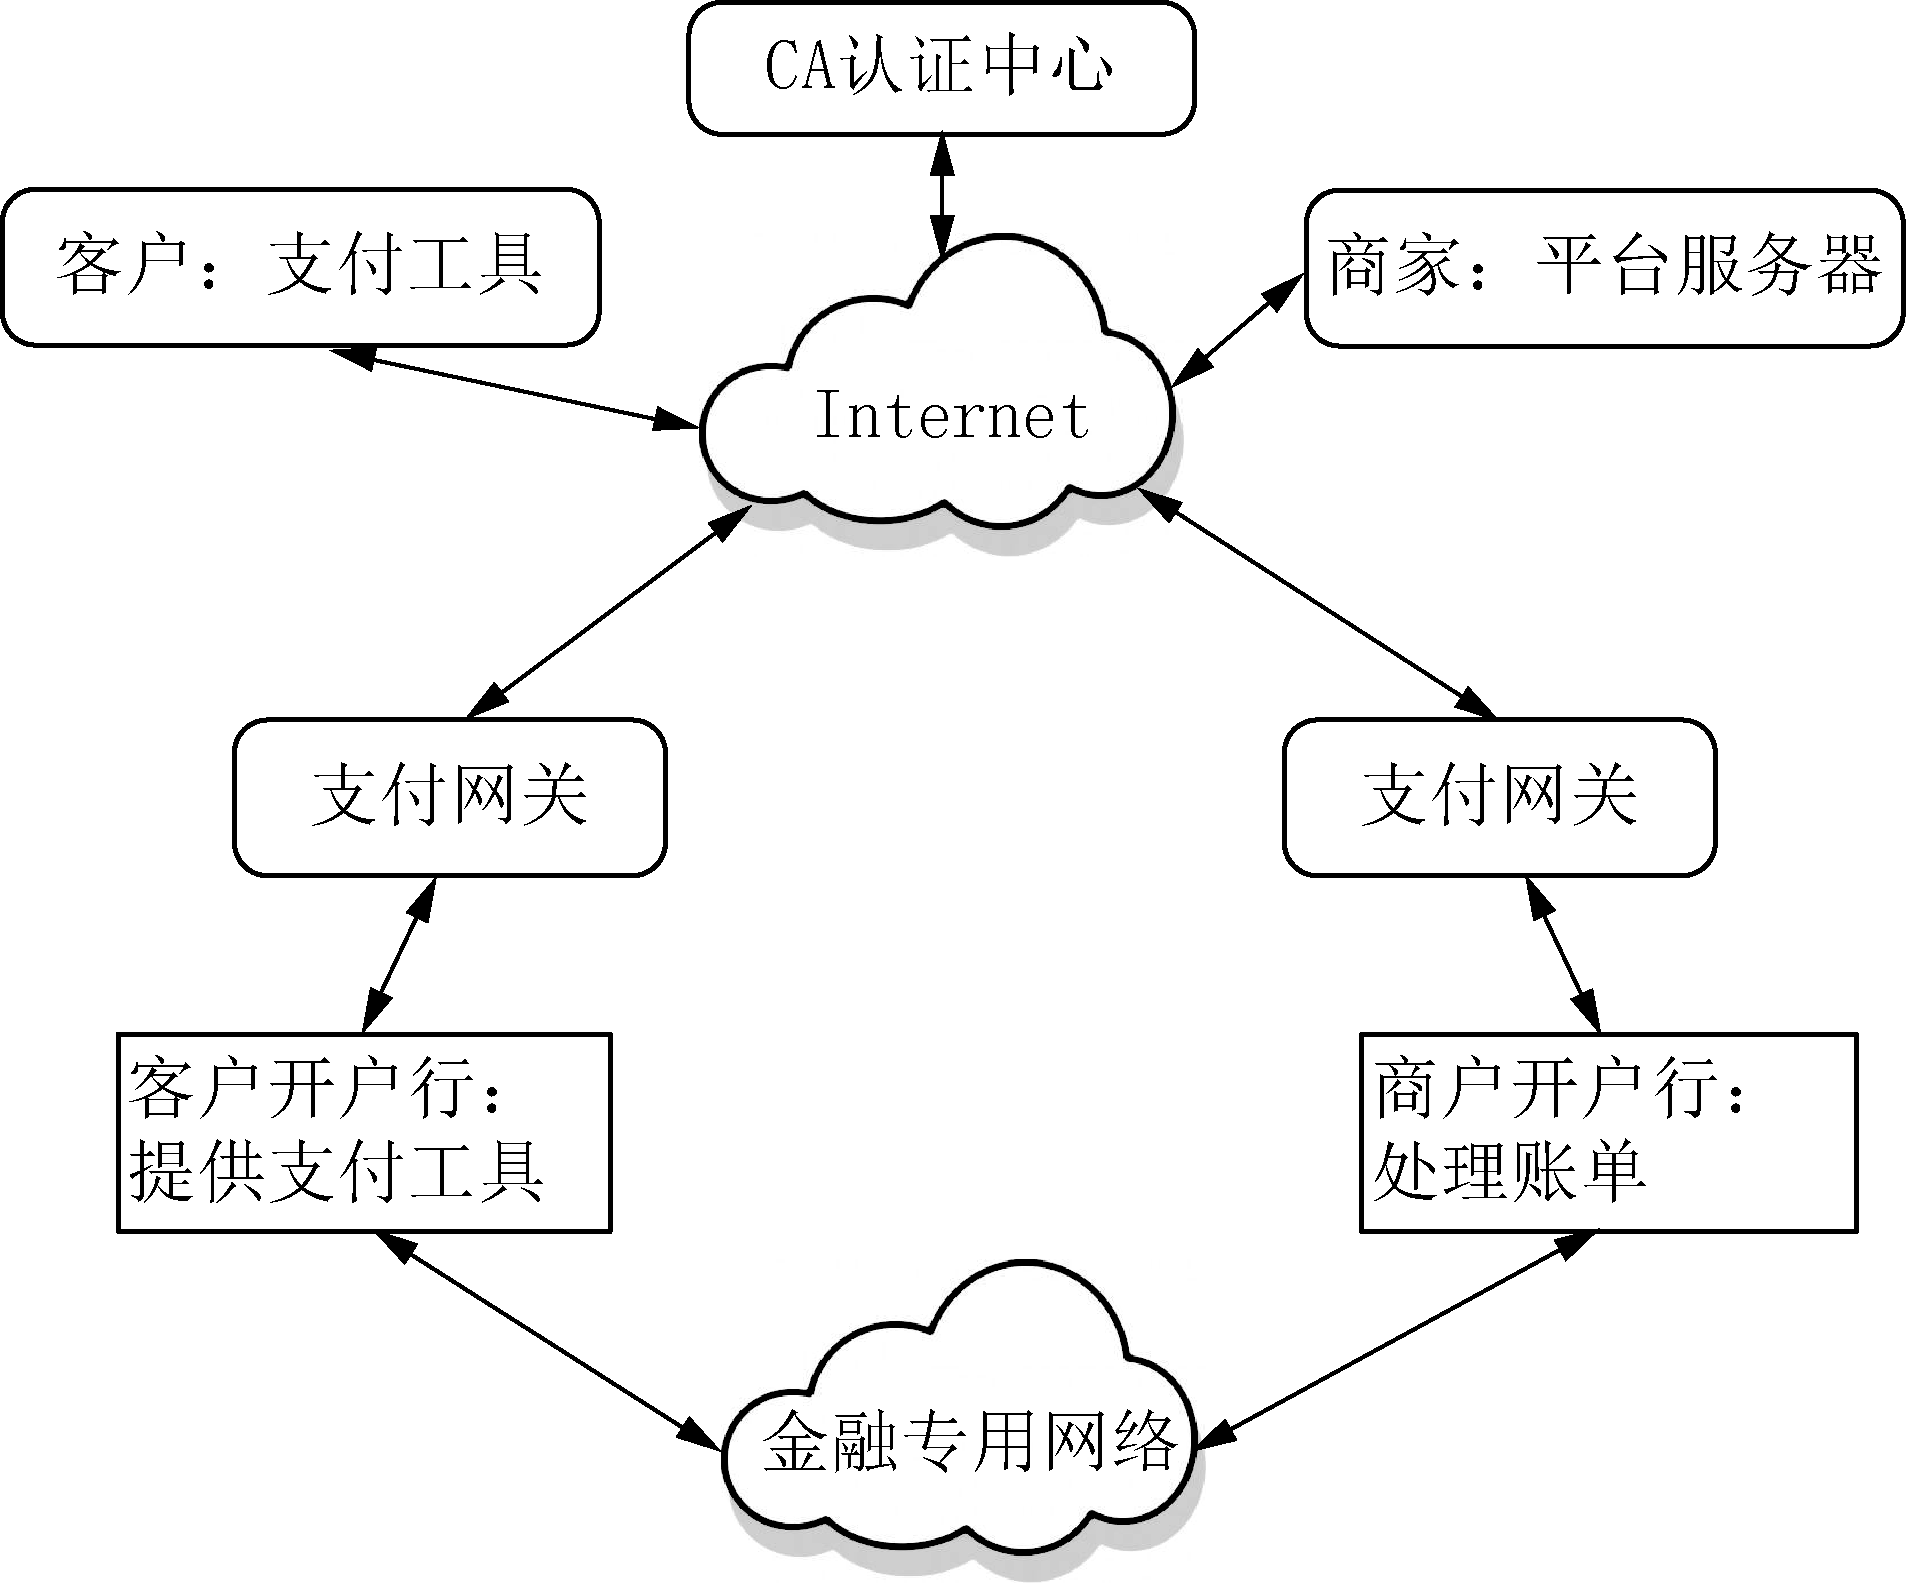 CA认证中心
客户：支付工具
商家：平台服务器
Internet
支付网关
支付网关
客户开户行：
提供支付工具
商户开户行：
处理账单
金融专用网络